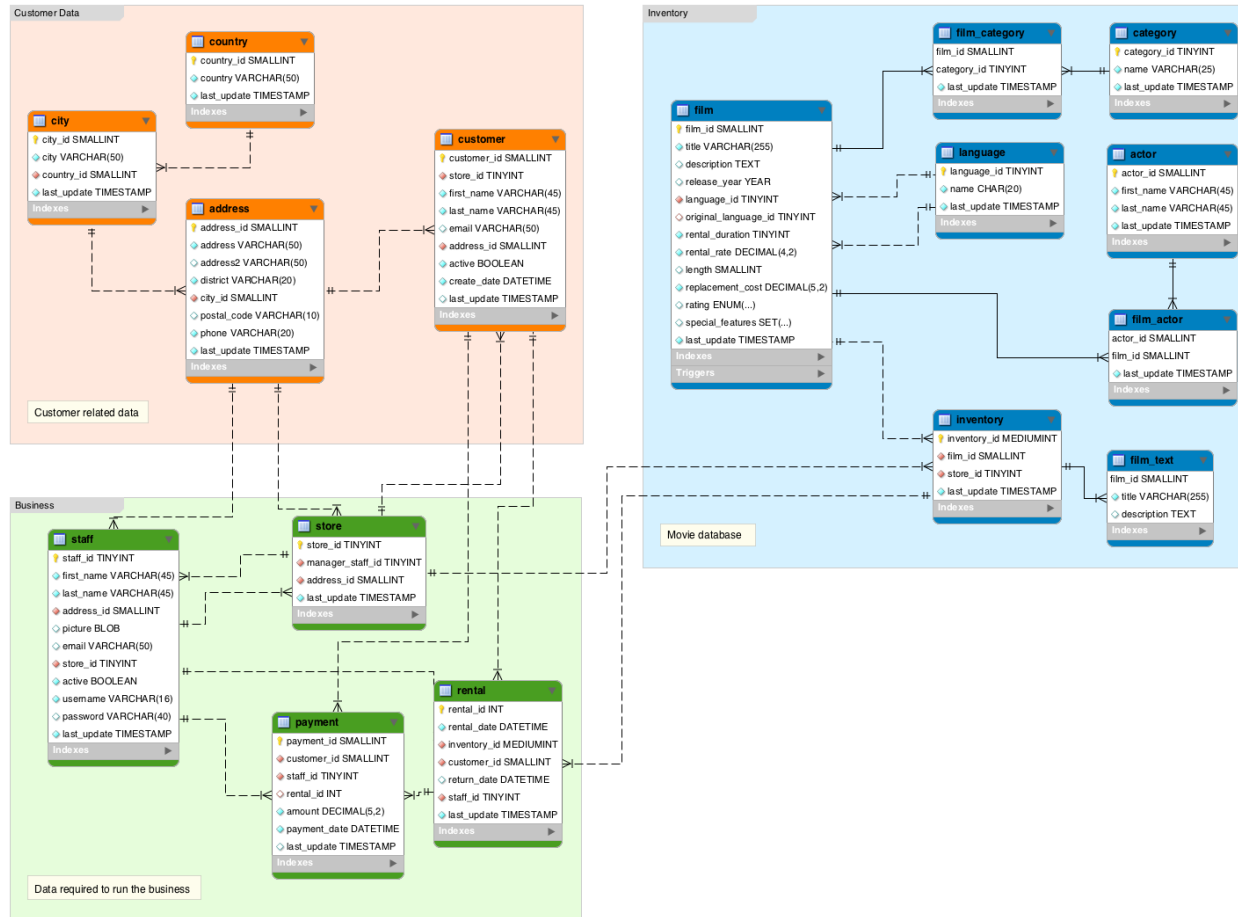 Customer Data
country
country_id SMALLINT
country VARCHAR(50)
last_update TIMESTAMP
Indexes
city
city_id SMALLINT
city VARCHAR(50)
country_id SMALLINT
last_update TIMESTAMP
Indexes
address
address_id SMALLINT
address VARCHAR(50)
address2 VARCHAR(50)
district VARCHAR(20)
city_id SMALLINT
postal_code VARCHAR(10)
phone VARCHAR(20)
last_update TIMESTAMP
Indexes
customer
customer_id SMALLINT
store_id TINYINT
first_name VARCHAR(45)
last_name VARCHAR(45)
email VARCHAR(50)
address_id SMALLINT
active BOOLEAN
create_date DATETIME
last_update TIMESTAMP
Indexes
Customer related data
Business
staff
staff_id TINYINT
first_name VARCHAR(45)
last_name VARCHAR(45)
address_id SMALLINT
picture BLOB
email VARCHAR(50)
store_id TINYINT
active BOOLEAN
username VARCHAR(16)
password VARCHAR(40)
last_update TIMESTAMP
Indexes
store
store_id TINYINT
manager_staff_id TINYINT
address_id SMALLINT
last_update TIMESTAMP
Indexes
payment
payment_id SMALLINT
customer_id SMALLINT
staff_id TINYINT
rental_id INT
amount DECIMAL(5,2)
payment_date DATETIME
last_update TIMESTAMP
Indexes
rental
rental_id INT
rental_date DATETIME
inventory_id MEDIUMINT
customer_id SMALLINT
return_date DATETIME
staff_id TINYINT
last_update TIMESTAMP
Indexes
Data required to run the business
Inventory
film
film_id SMALLINT
title VARCHAR(255)
description TEXT
release_year YEAR
language_id TINYINT
original_language_id TINYINT
rental_duration TINYINT
rental_rate DECIMAL(4,2)
length SMALLINT
replacement_cost DECIMAL(5,2)
rating ENUM(...)
special_features SET(...)
last_update TIMESTAMP
Indexes
Triggers
film_category
film_id SMALLINT
category_id TINYINT
last_update TIMESTAMP
Indexes
category
category_id TINYINT
name VARCHAR(25)
last_update TIMESTAMP
Indexes
language
language_id TINYINT
name CHAR(20)
last_update TIMESTAMP
Indexes
actor
actor_id SMALLINT
first_name VARCHAR(45)
last_name VARCHAR(45)
last_update TIMESTAMP
Indexes
film_actor
actor_id SMALLINT
film_id SMALLINT
last_update TIMESTAMP
Indexes
inventory
inventory_id MEDIUMINT
film_id SMALLINT
store_id TINYINT
last_update TIMESTAMP
Indexes
film_text
film_id SMALLINT
title VARCHAR(255)
description TEXT
Indexes
Movie database